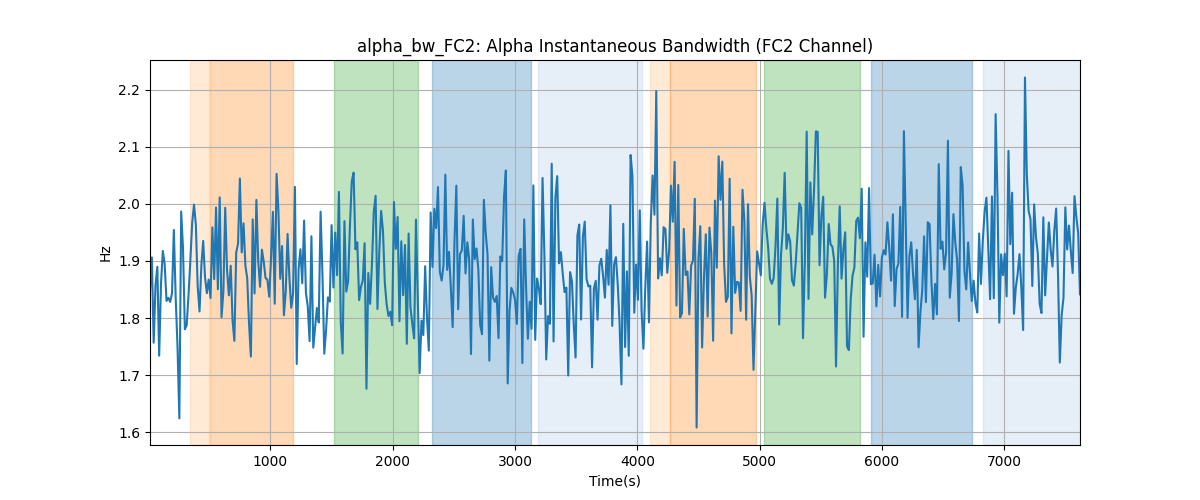 alpha_bw_FC2: Alpha Instantaneous Bandwidth (FC2 Channel)
2.2
2.1
2.0
1.9
1.8
1.7
1.6
Hz
1000 2000 3000 4000 5000 6000 7000
Time(s)